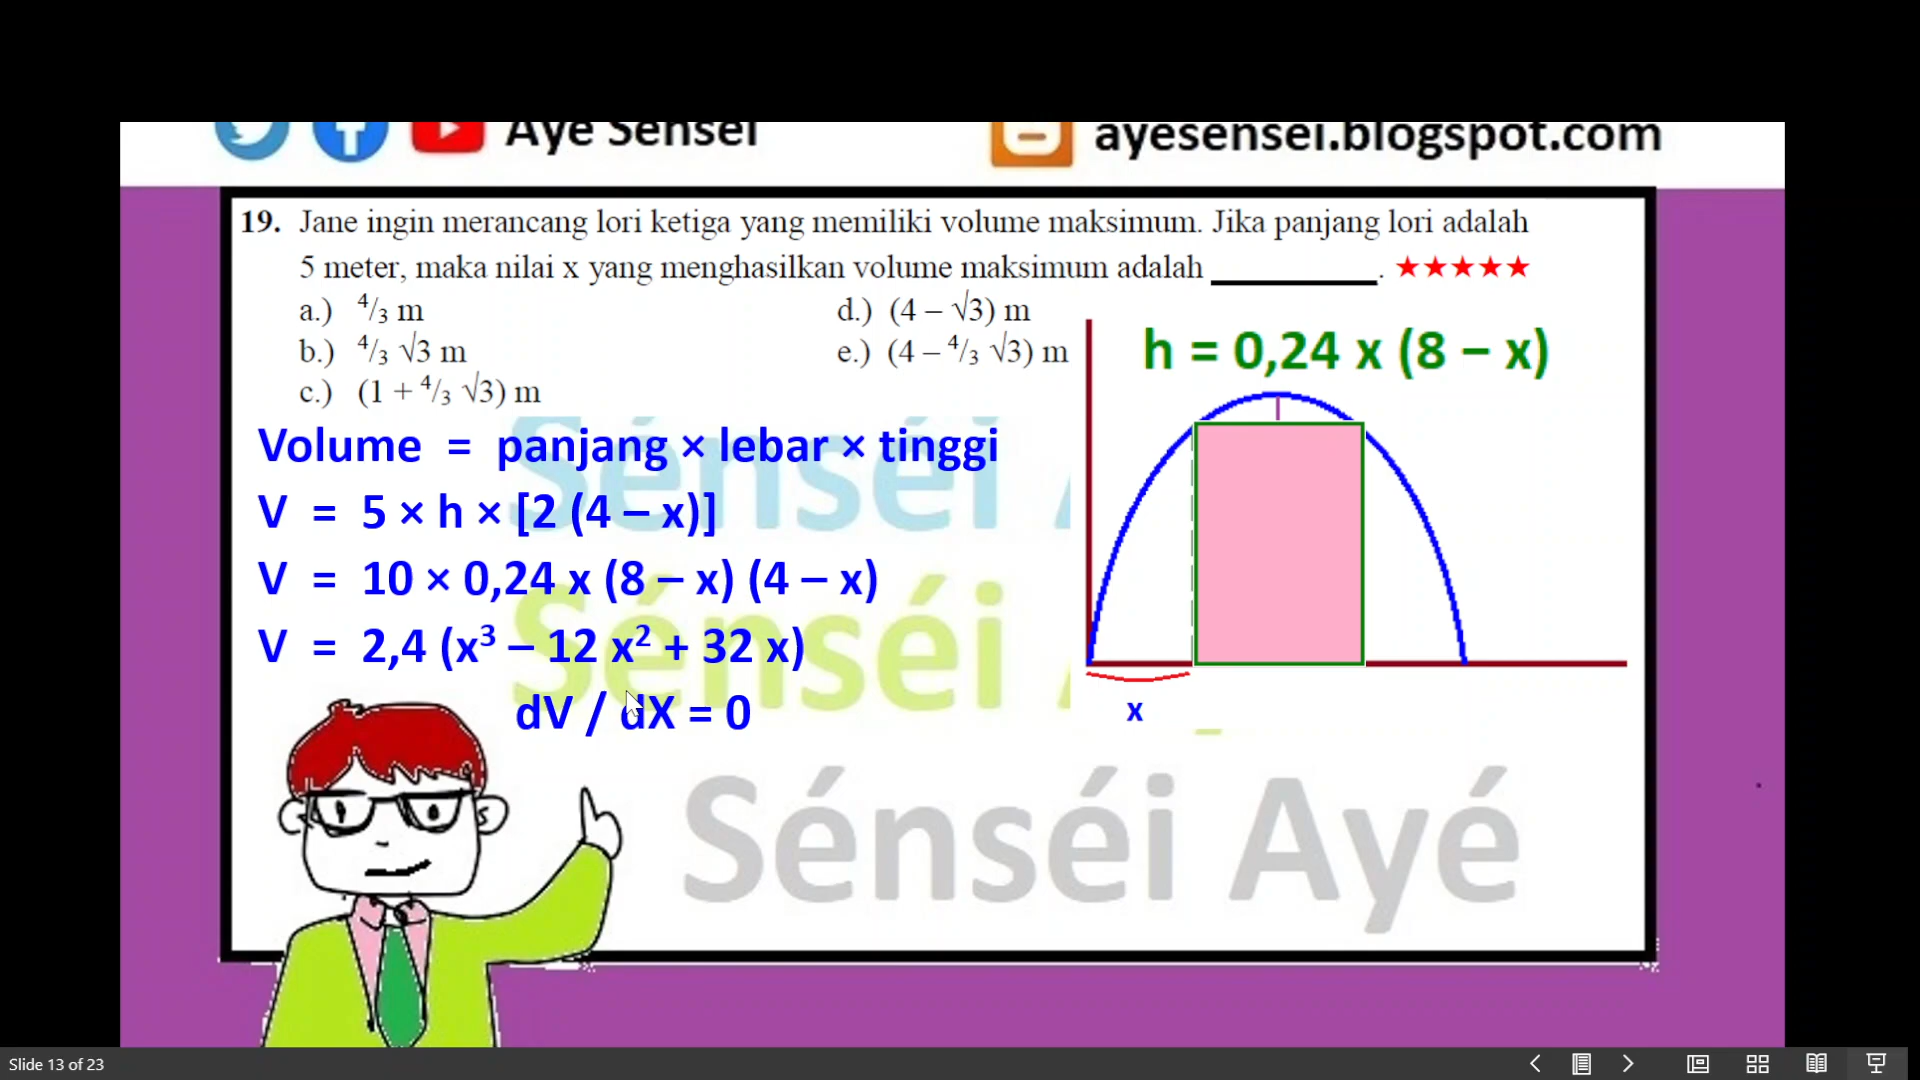 Aye Sensei
ayesensei.blogspot.com
19. Jane ingin merancang lori ketiga yang memiliki volume maksimum. Jika panjang lori adalah
5 meter, maka nilai x yang menghasilkan volume maksimum adalah __________. ★★★★★
a.) ⁴/₃ m
b.) ⁴/₃ √3 m
c.) (1 + ⁴/₃ √3) m
d.) (4 – √3) m
e.) (4 – ⁴/₃ √3) m
h = 0,24 x (8 – x)
Volume = panjang × lebar × tinggi
V = 5 × h × [2 (4 – x)]
V = 10 × 0,24 x (8 – x) (4 – x)
V = 2,4 (x³ – 12 x² + 32 x)
dV / dX = 0
x
Sénséi A
Sénséi
Sénséi Ayé
Slide 13 of 23